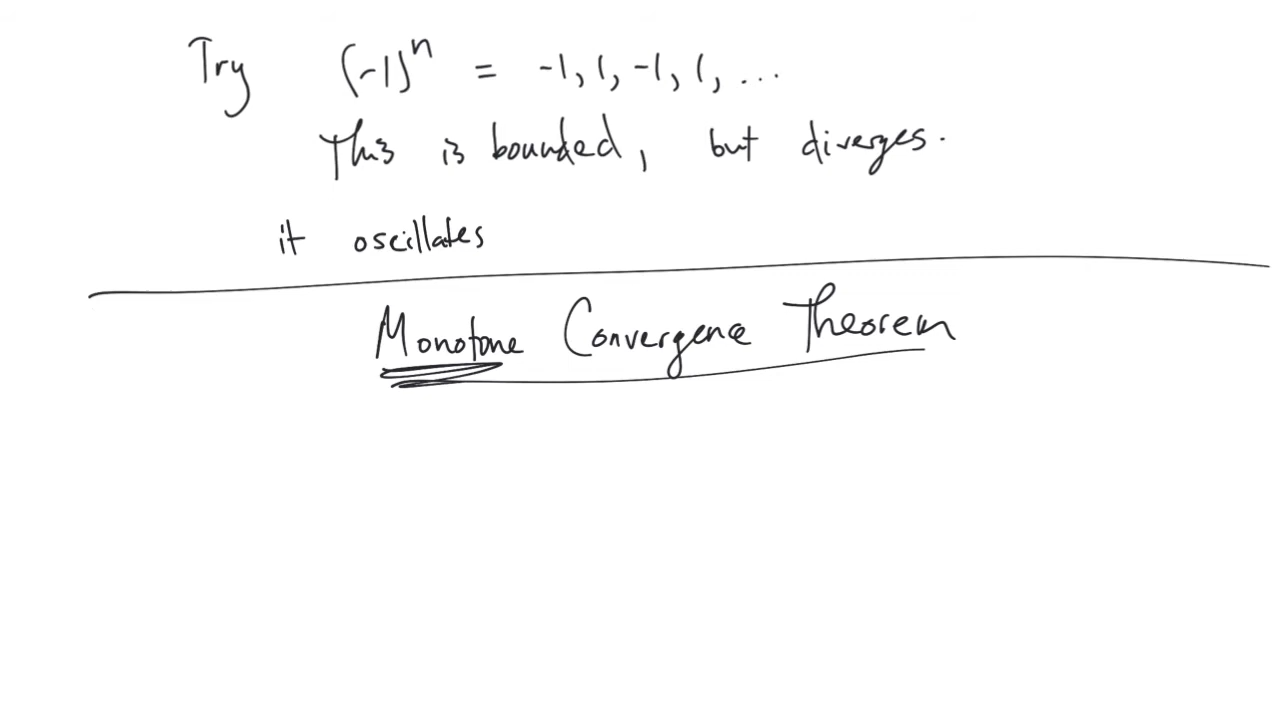 Try (-1)^n = -1, 1, -1, 1, ...
This is bounded, but diverges.
it oscillates
Monotone Convergence Theorem